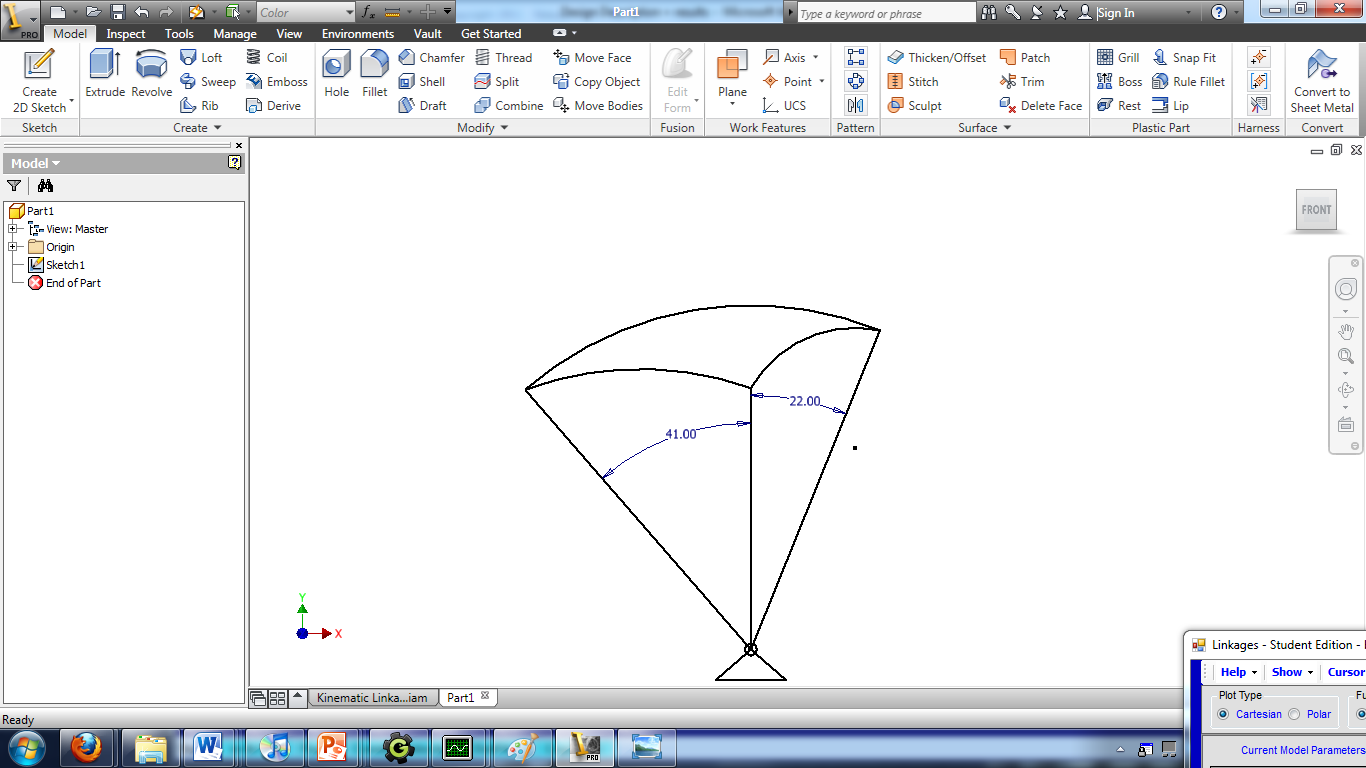 Color
Part1
Type a keyword or phrase
Sign In
PRO
Model Inspect Tools Manage View Environments Vault Get Started
Create
2D Sketch
Sketch
Extrude
Revolve
Loft
Sweep
Rib
Coil
Emboss
Derive
Create
Hole
Fillet
Chamfer
Shell
Draft
Thread
Split
Combine
Move Face
Copy Object
Move Bodies
Modify
Edit
Form
Fusion
Plane
Axis
Point
UCS
Work Features
Pattern
Thicken/Offset
Stitch
Sculpt
Patch
Trim
Delete Face
Surface
Grill
Boss
Rest
Snap Fit
Rule Fillet
Lip
Plastic Part
Harness
Convert to
Sheet Metal
Convert
Model
Part1
View: Master
Origin
Sketch1
End of Part
FRONT
22.00
41.00
Y
X
Kinematic Linka...iam
Part1
Ready
Linkages - Student Edition -
Help Show Cursor
Plot Type
Cartesian Polar
Current Model Parameters
PRO